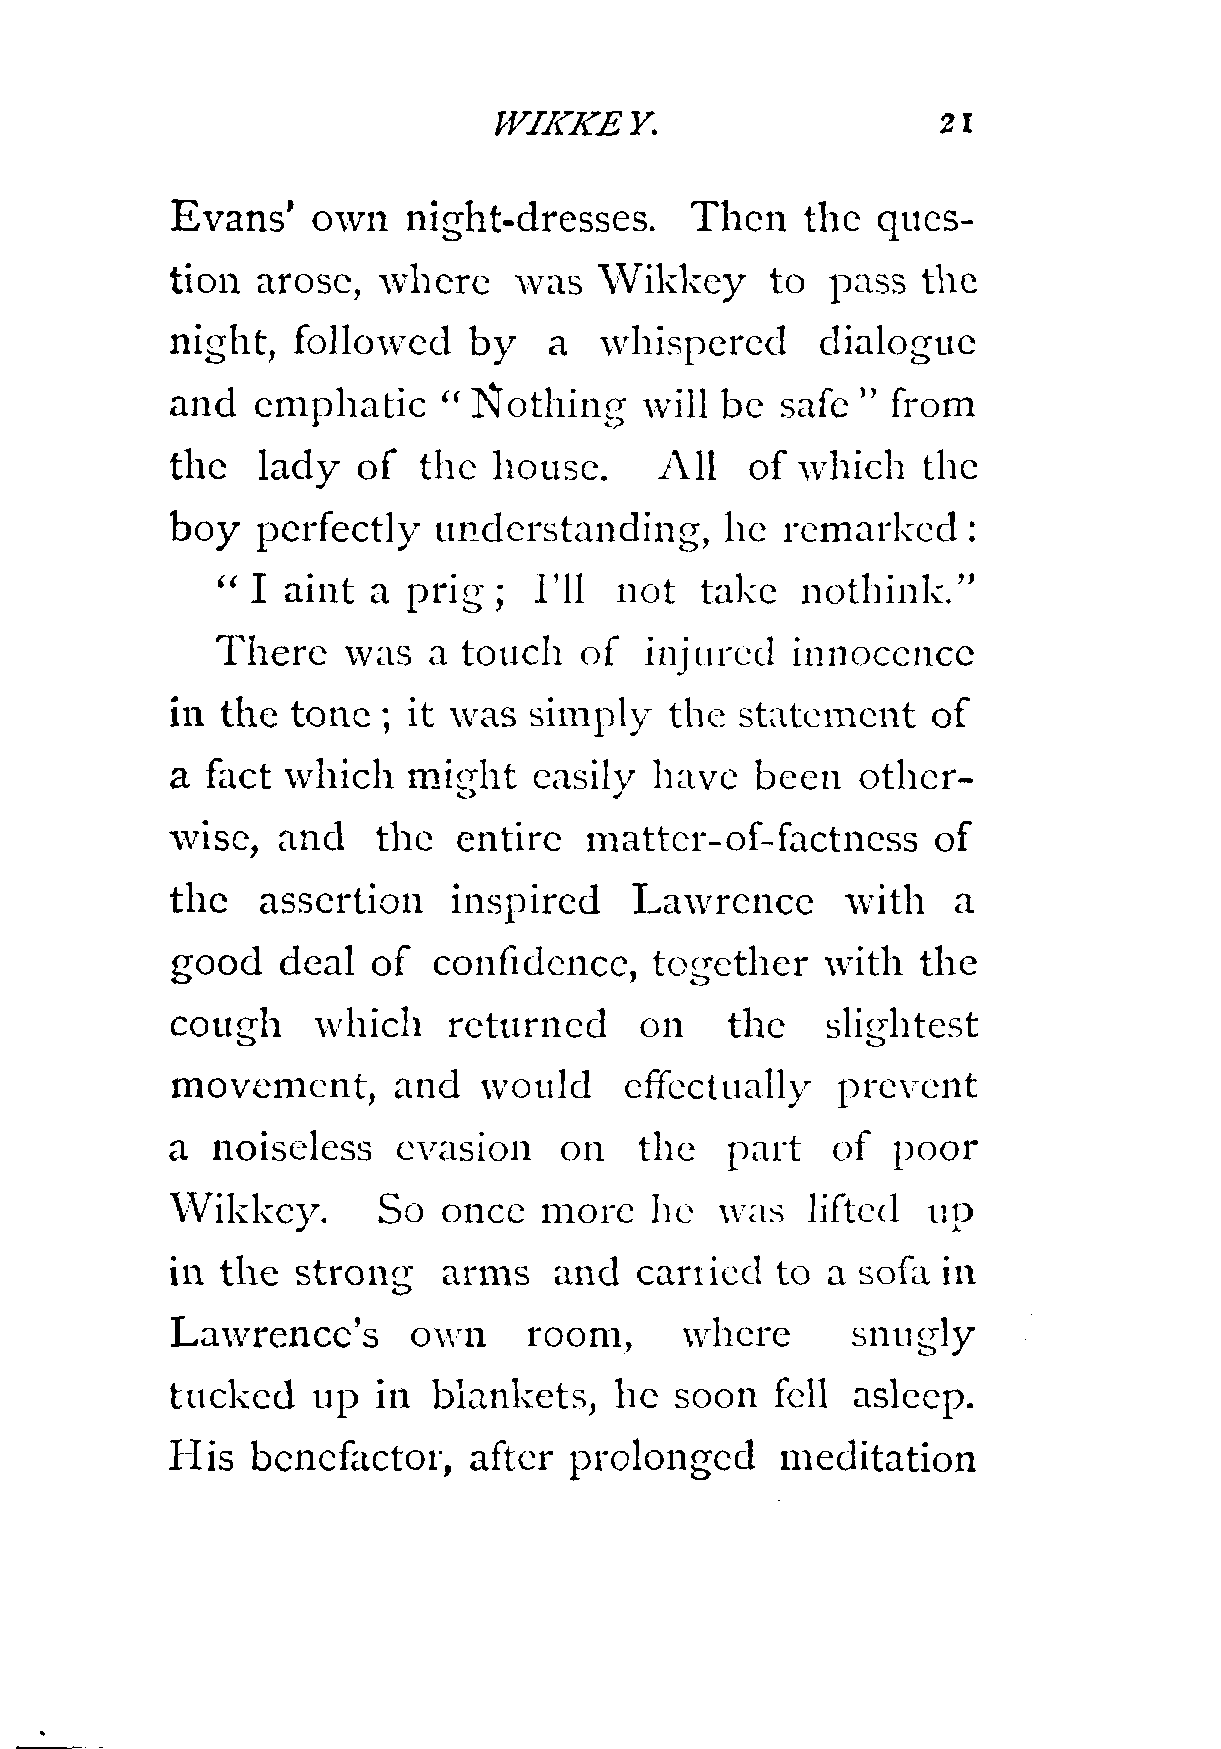 WIKKEY. 21
Evans' own night-dresses. Then the ques-
tion arose, where was Wikkey to pass the
night, followed by a whispered dialogue
and emphatic “Nothing will be safe” from
the lady of the house. All of which the
boy perfectly understanding, he remarked:
“I aint a prig; I'll not take nothink.”
There was a touch of injured innocence
in the tone; it was simply the statement of
a fact which might easily have been other-
wise, and the entire matter-of-factness of
the assertion inspired Lawrence with a
good deal of confidence, together with the
cough which returned on the slightest
movement, and would effectually prevent
a noiseless evasion on the part of poor
Wikkey. So once more he was lifted up
in the strong arms and carried to a sofa in
Lawrence's own room, where snugly
tucked up in blankets, he soon fell asleep.
His benefactor, after prolonged meditation